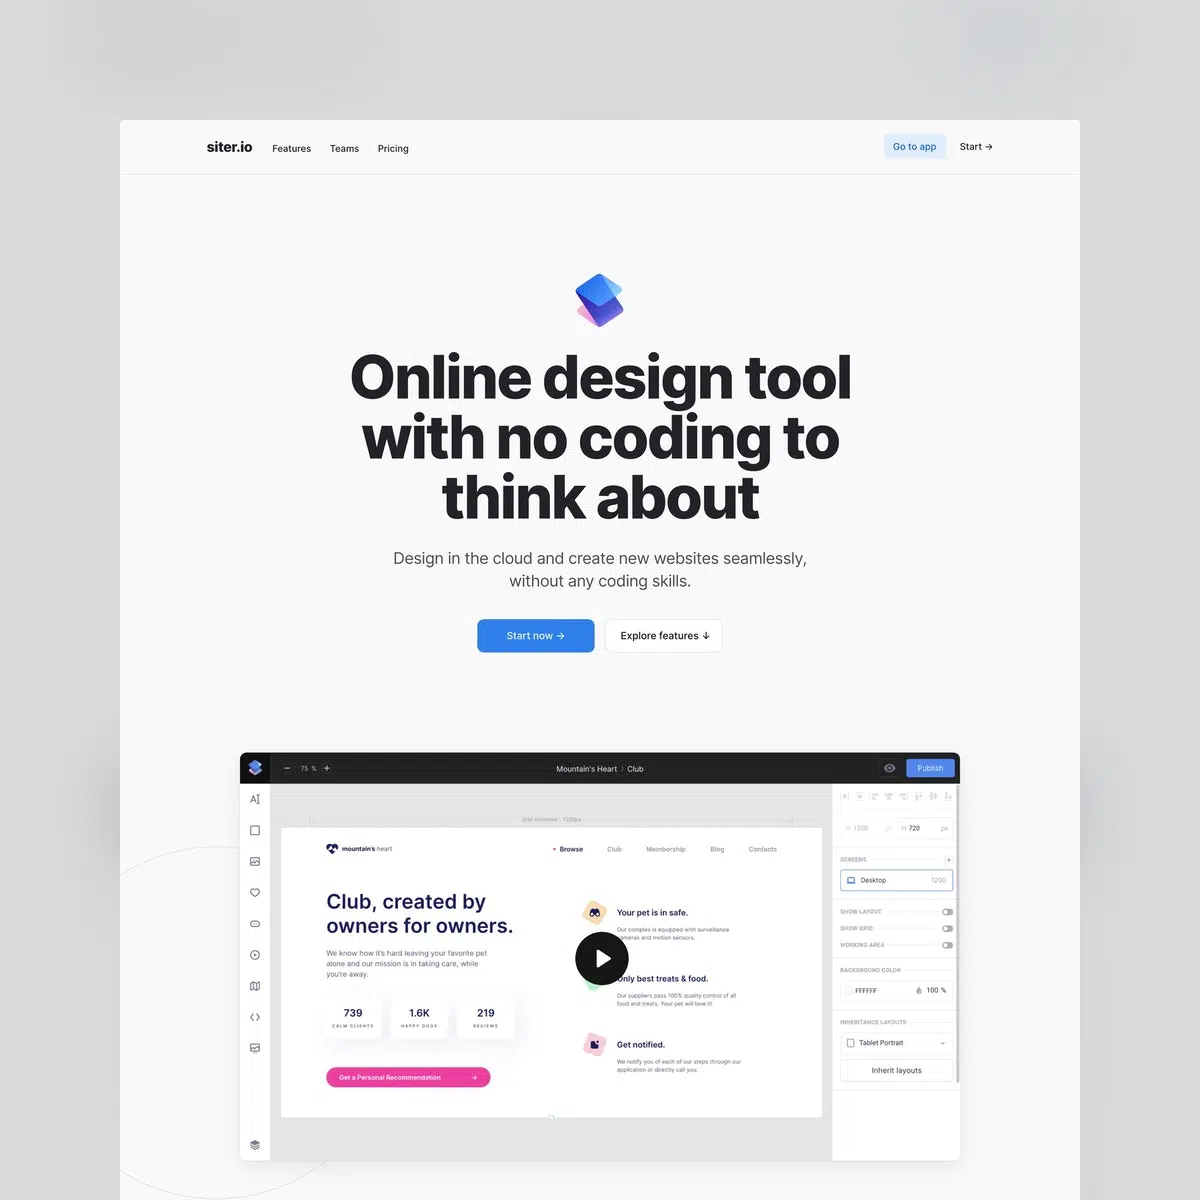 siter.io
Features
Teams
Pricing
Go to app
Start →
Online design tool
with no coding to
think about
Design in the cloud and create new websites seamlessly,
without any coding skills.
Start now →
Explore features ↓
− 75 % +
Mountain's Heart › Club
Publish
AI
Grid container · 1200px
mountain's heart
Browse
Club
Membership
Blog
Contacts
Club, created by
owners for owners.
We know how it's hard leaving your favorite pet
alone and our mission is in taking care, while
you're away.
739
CALM CLIENTS
1.6K
HAPPY DOGS
219
REVIEWS
Get a Personal Recommendation →
Your pet is in safe.
Our complex is equipped with surveillance
cameras and motion sensors.
Only best treats & food.
Our suppliers pass 100% quality control of all
food and treats. Your pet will love it!
Get notified.
We notify you of each of our steps through our
application or directly call you.
W 1200 px
H 720 px
SCREENS +
Desktop 1200
SHOW LAYOUT
SHOW GRID
WORKING AREA
BACKGROUND COLOR
FFFFFF 100 %
INHERITANCE LAYOUTS
Tablet Portrait
Inherit layouts